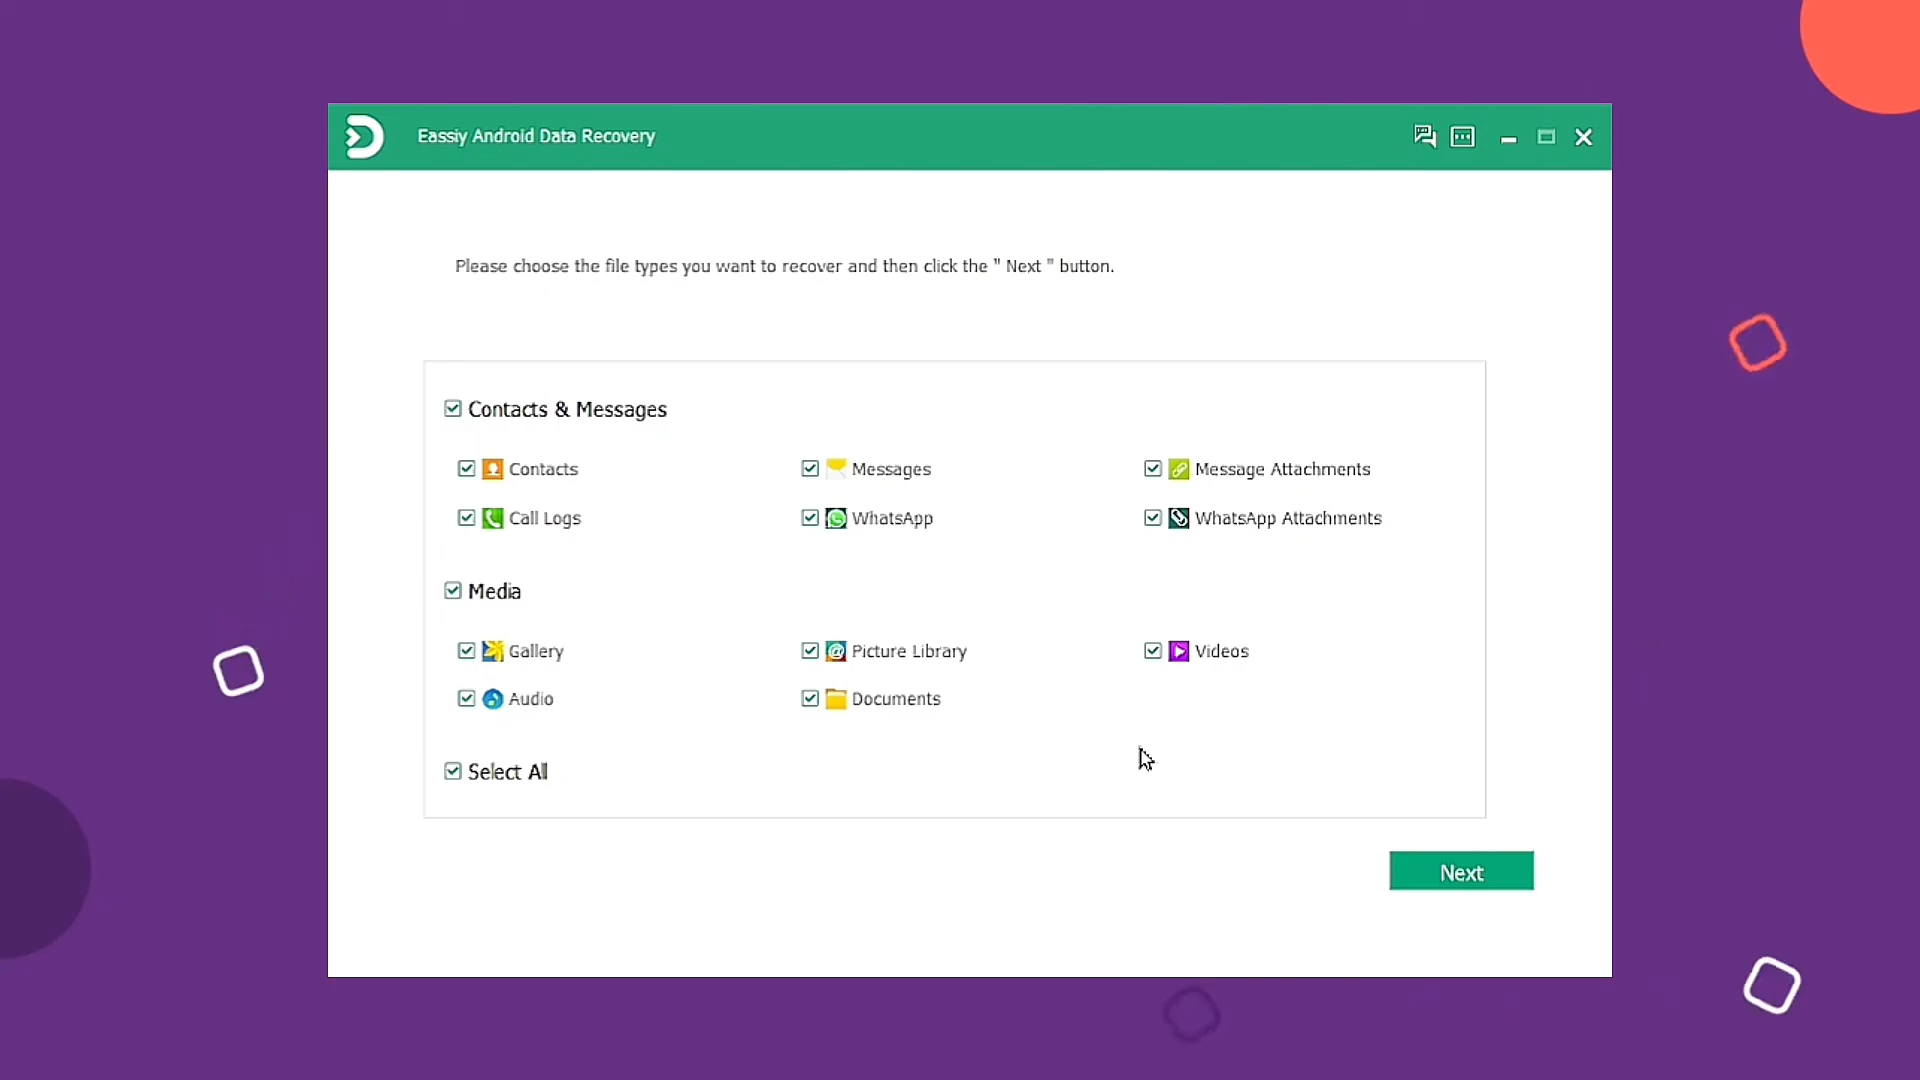 Eassiy Android Data Recovery
Please choose the file types you want to recover and then click the " Next " button.
Contacts & Messages
Contacts Messages Message Attachments
Call Logs WhatsApp WhatsApp Attachments
Media
Gallery Picture Library Videos
Audio Documents
Select All
Next